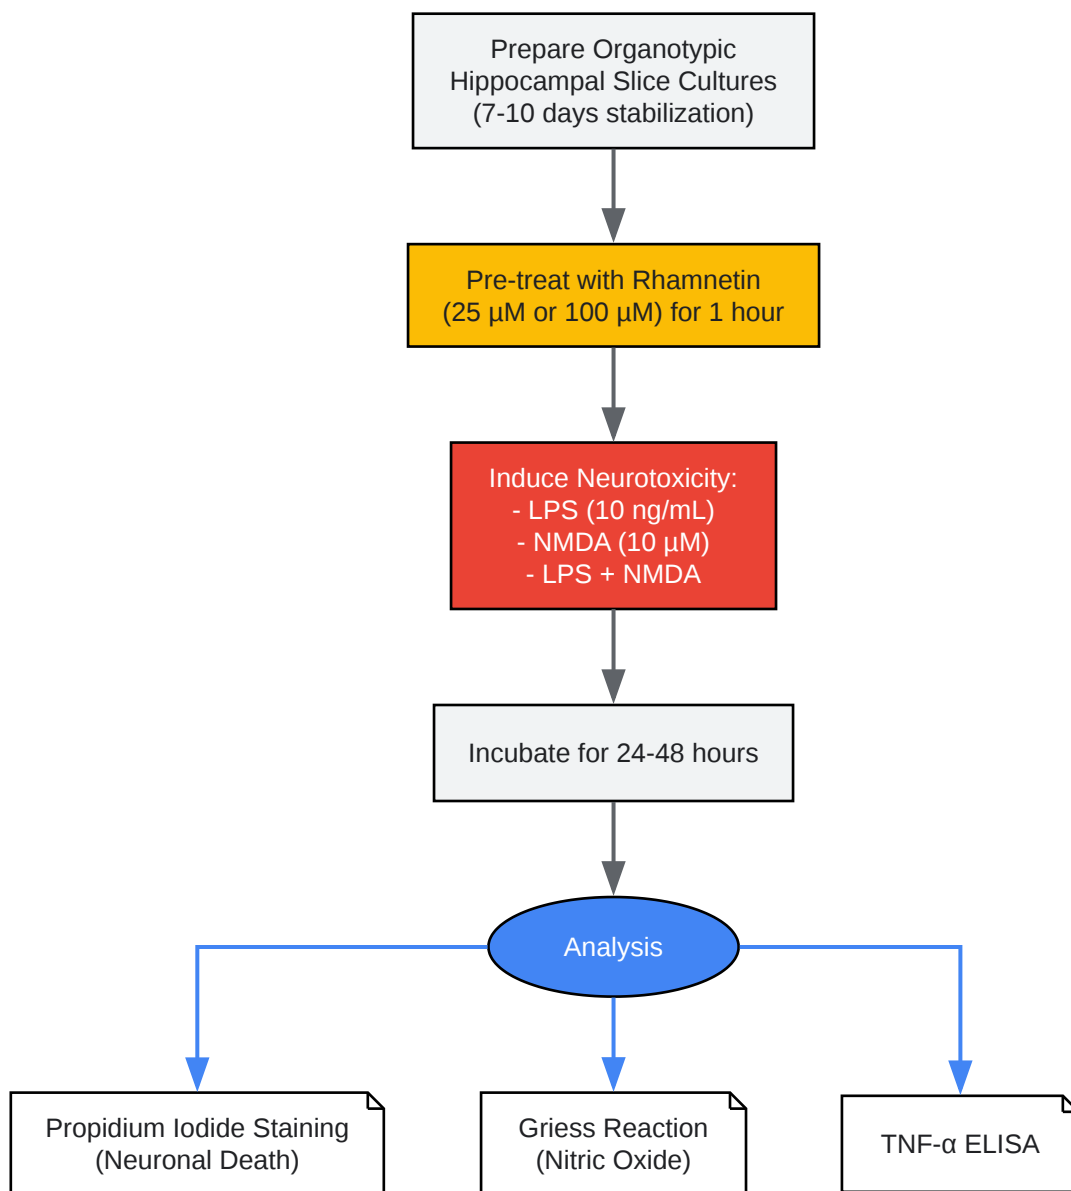 Prepare Organotypic
Hippocampal Slice Cultures
(7-10 days stabilization)
Pre-treat with Rhamnetin
(25 µM or 100 µM) for 1 hour
Induce Neurotoxicity:
- LPS (10 ng/mL)
- NMDA (10 µM)
- LPS + NMDA
Incubate for 24-48 hours
Analysis
Propidium Iodide Staining
(Neuronal Death)
Griess Reaction
(Nitric Oxide)
TNF-α ELISA